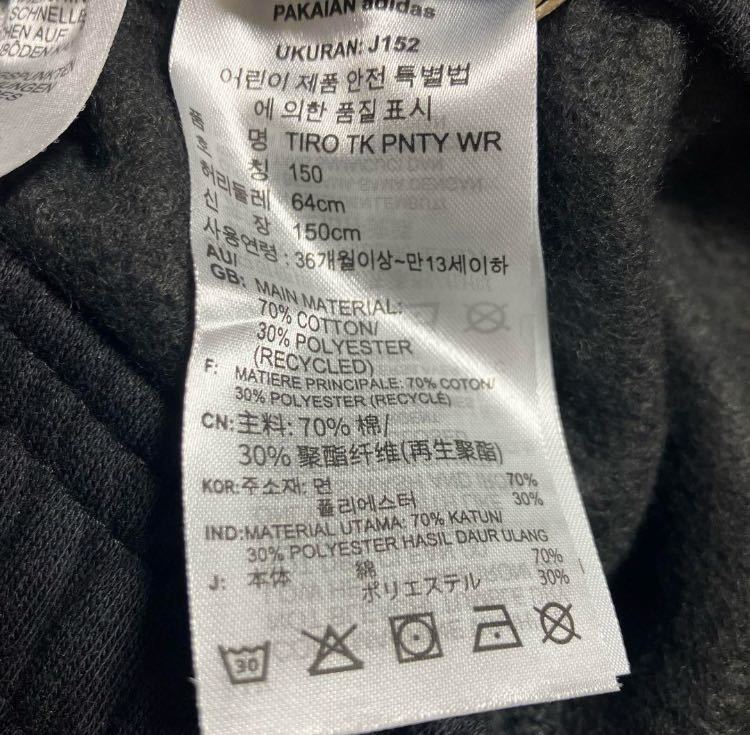 SCHNELLE
HEN AUF
BÖDEN
PAKAIAN adidas
UKURAN: J152
어린이 제품 안전 특별법
에 의한 품질 표시
품 명 TIRO TK PNTY WR
호 칭 150
허리둘레 64cm
신 장 150cm
사용연령 : 36개월이상~만13세이하
AU/
GB: MAIN MATERIAL:
70% COTTON/
30% POLYESTER
(RECYCLED)
F: MATIERE PRINCIPALE: 70% COTON/
30% POLYESTER (RECYCLÉ)
CN:主料: 70% 棉/
30% 聚酯纤维(再生聚酯)
KOR:주소재: 면 70%
폴리에스터 30%
IND:MATERIAL UTAMA: 70% KATUN/
30% POLYESTER HASIL DAUR ULANG
J: 本体 綿 70%
ポリエステル 30%
30